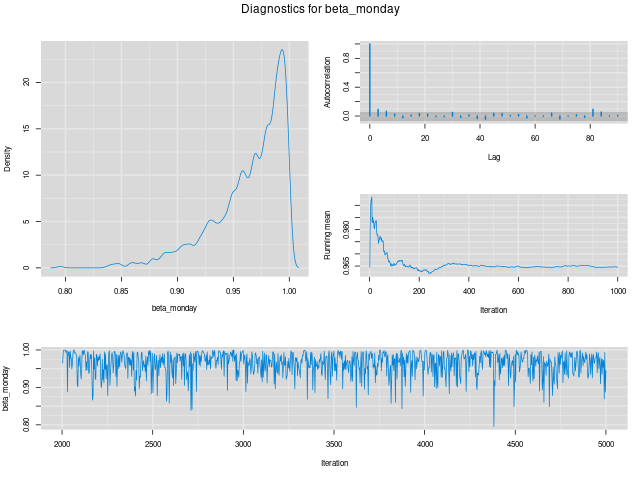 Diagnostics for beta_monday
Density
0 5 10 15 20
0.80 0.85 0.90 0.95 1.00
beta_monday
Autocorrelation
0.0 0.4 0.8
0 20 40 60 80
Lag
Running mean
0.965 0.980
0 200 400 600 800 1000
Iteration
beta_monday
0.80 0.90 1.00
2000 2500 3000 3500 4000 4500 5000
Iteration